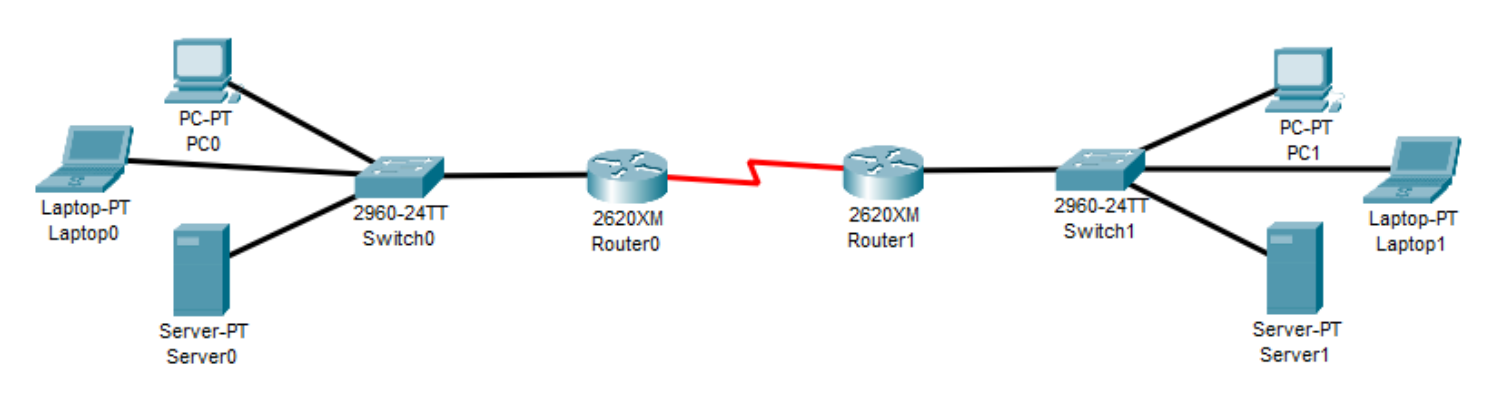 PC-PT
PC0
Laptop-PT
Laptop0
Server-PT
Server0
2960-24TT
Switch0
2620XM
Router0
2620XM
Router1
2960-24TT
Switch1
PC-PT
PC1
Laptop-PT
Laptop1
Server-PT
Server1